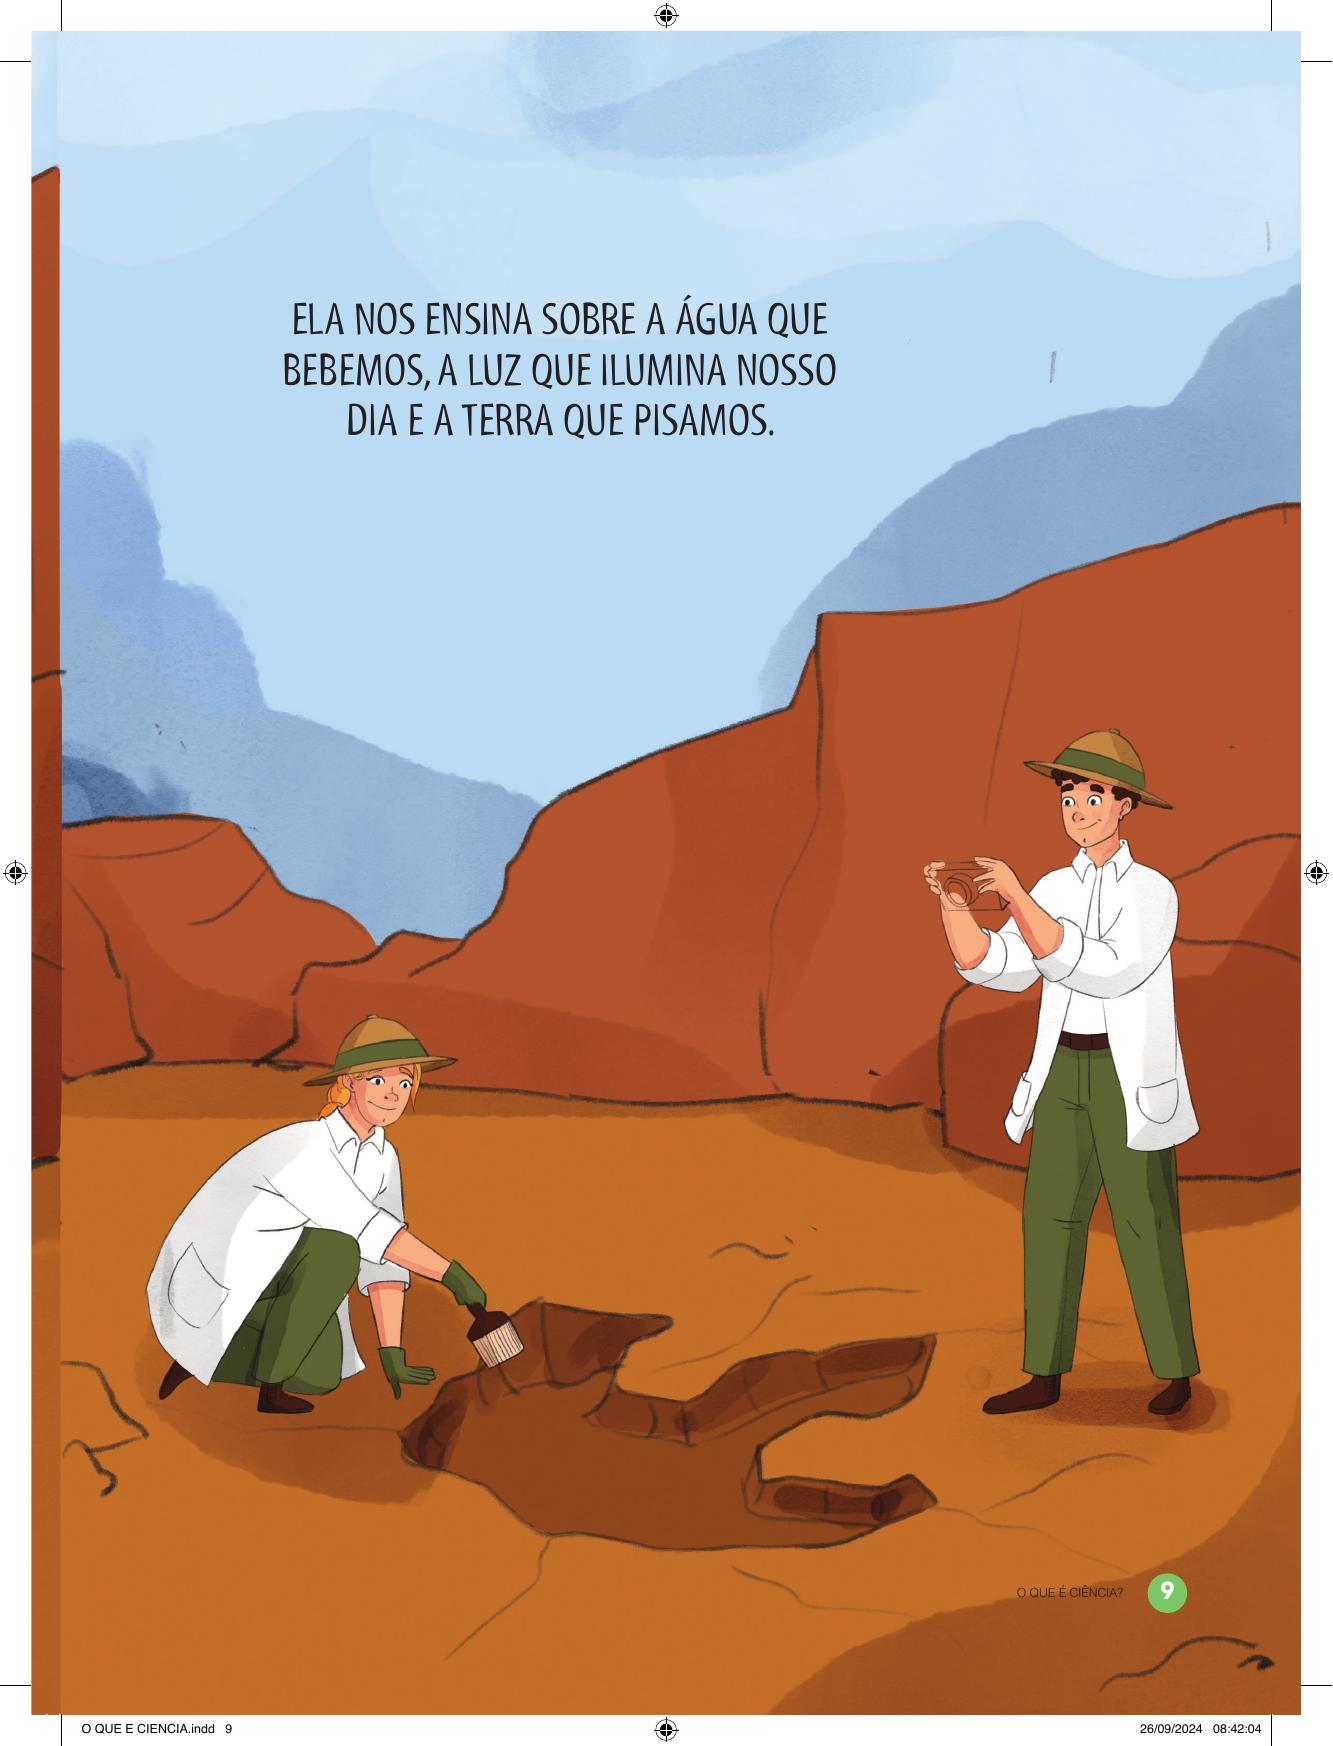 ELA NOS ENSINA SOBRE A ÁGUA QUE
BEBEMOS, A LUZ QUE ILUMINA NOSSO
DIA E A TERRA QUE PISAMOS.
O QUE É CIÊNCIA? 9
O QUE E CIENCIA.indd 9 26/09/2024 08:42:04